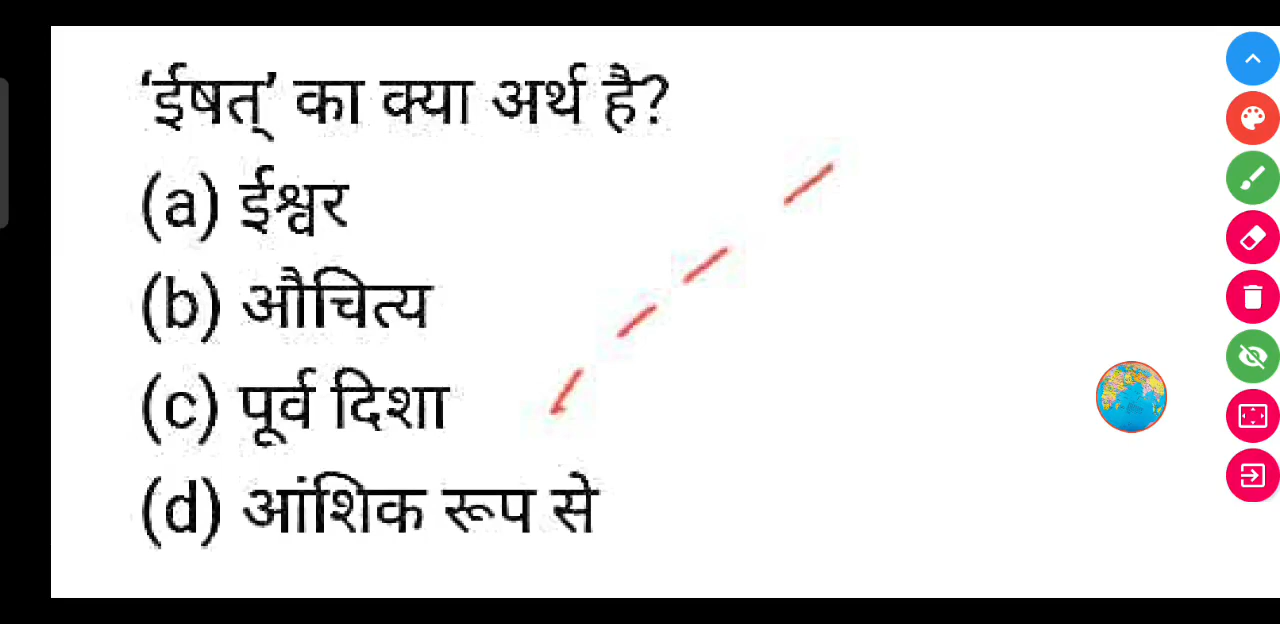 ‘ईषत्’ का क्या अर्थ है?
(a) ईश्वर
(b) औचित्य
(c) पूर्व दिशा
(d) आंशिक रूप से